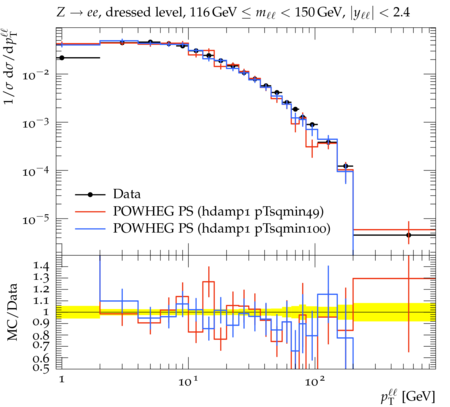 Z → ee, dressed level, 116 GeV ≤ mℓℓ < 150 GeV, |yℓℓ| < 2.4
1/σ dσ/dpTℓℓ
10⁻²
10⁻³
10⁻⁴
10⁻⁵
Data
POWHEG PS (hdamp1 pTsqmin49)
POWHEG PS (hdamp1 pTsqmin100)
MC/Data
1.4
1.3
1.2
1.1
1
0.9
0.8
0.7
0.6
0.5
1
10¹
10²
pTℓℓ [GeV]